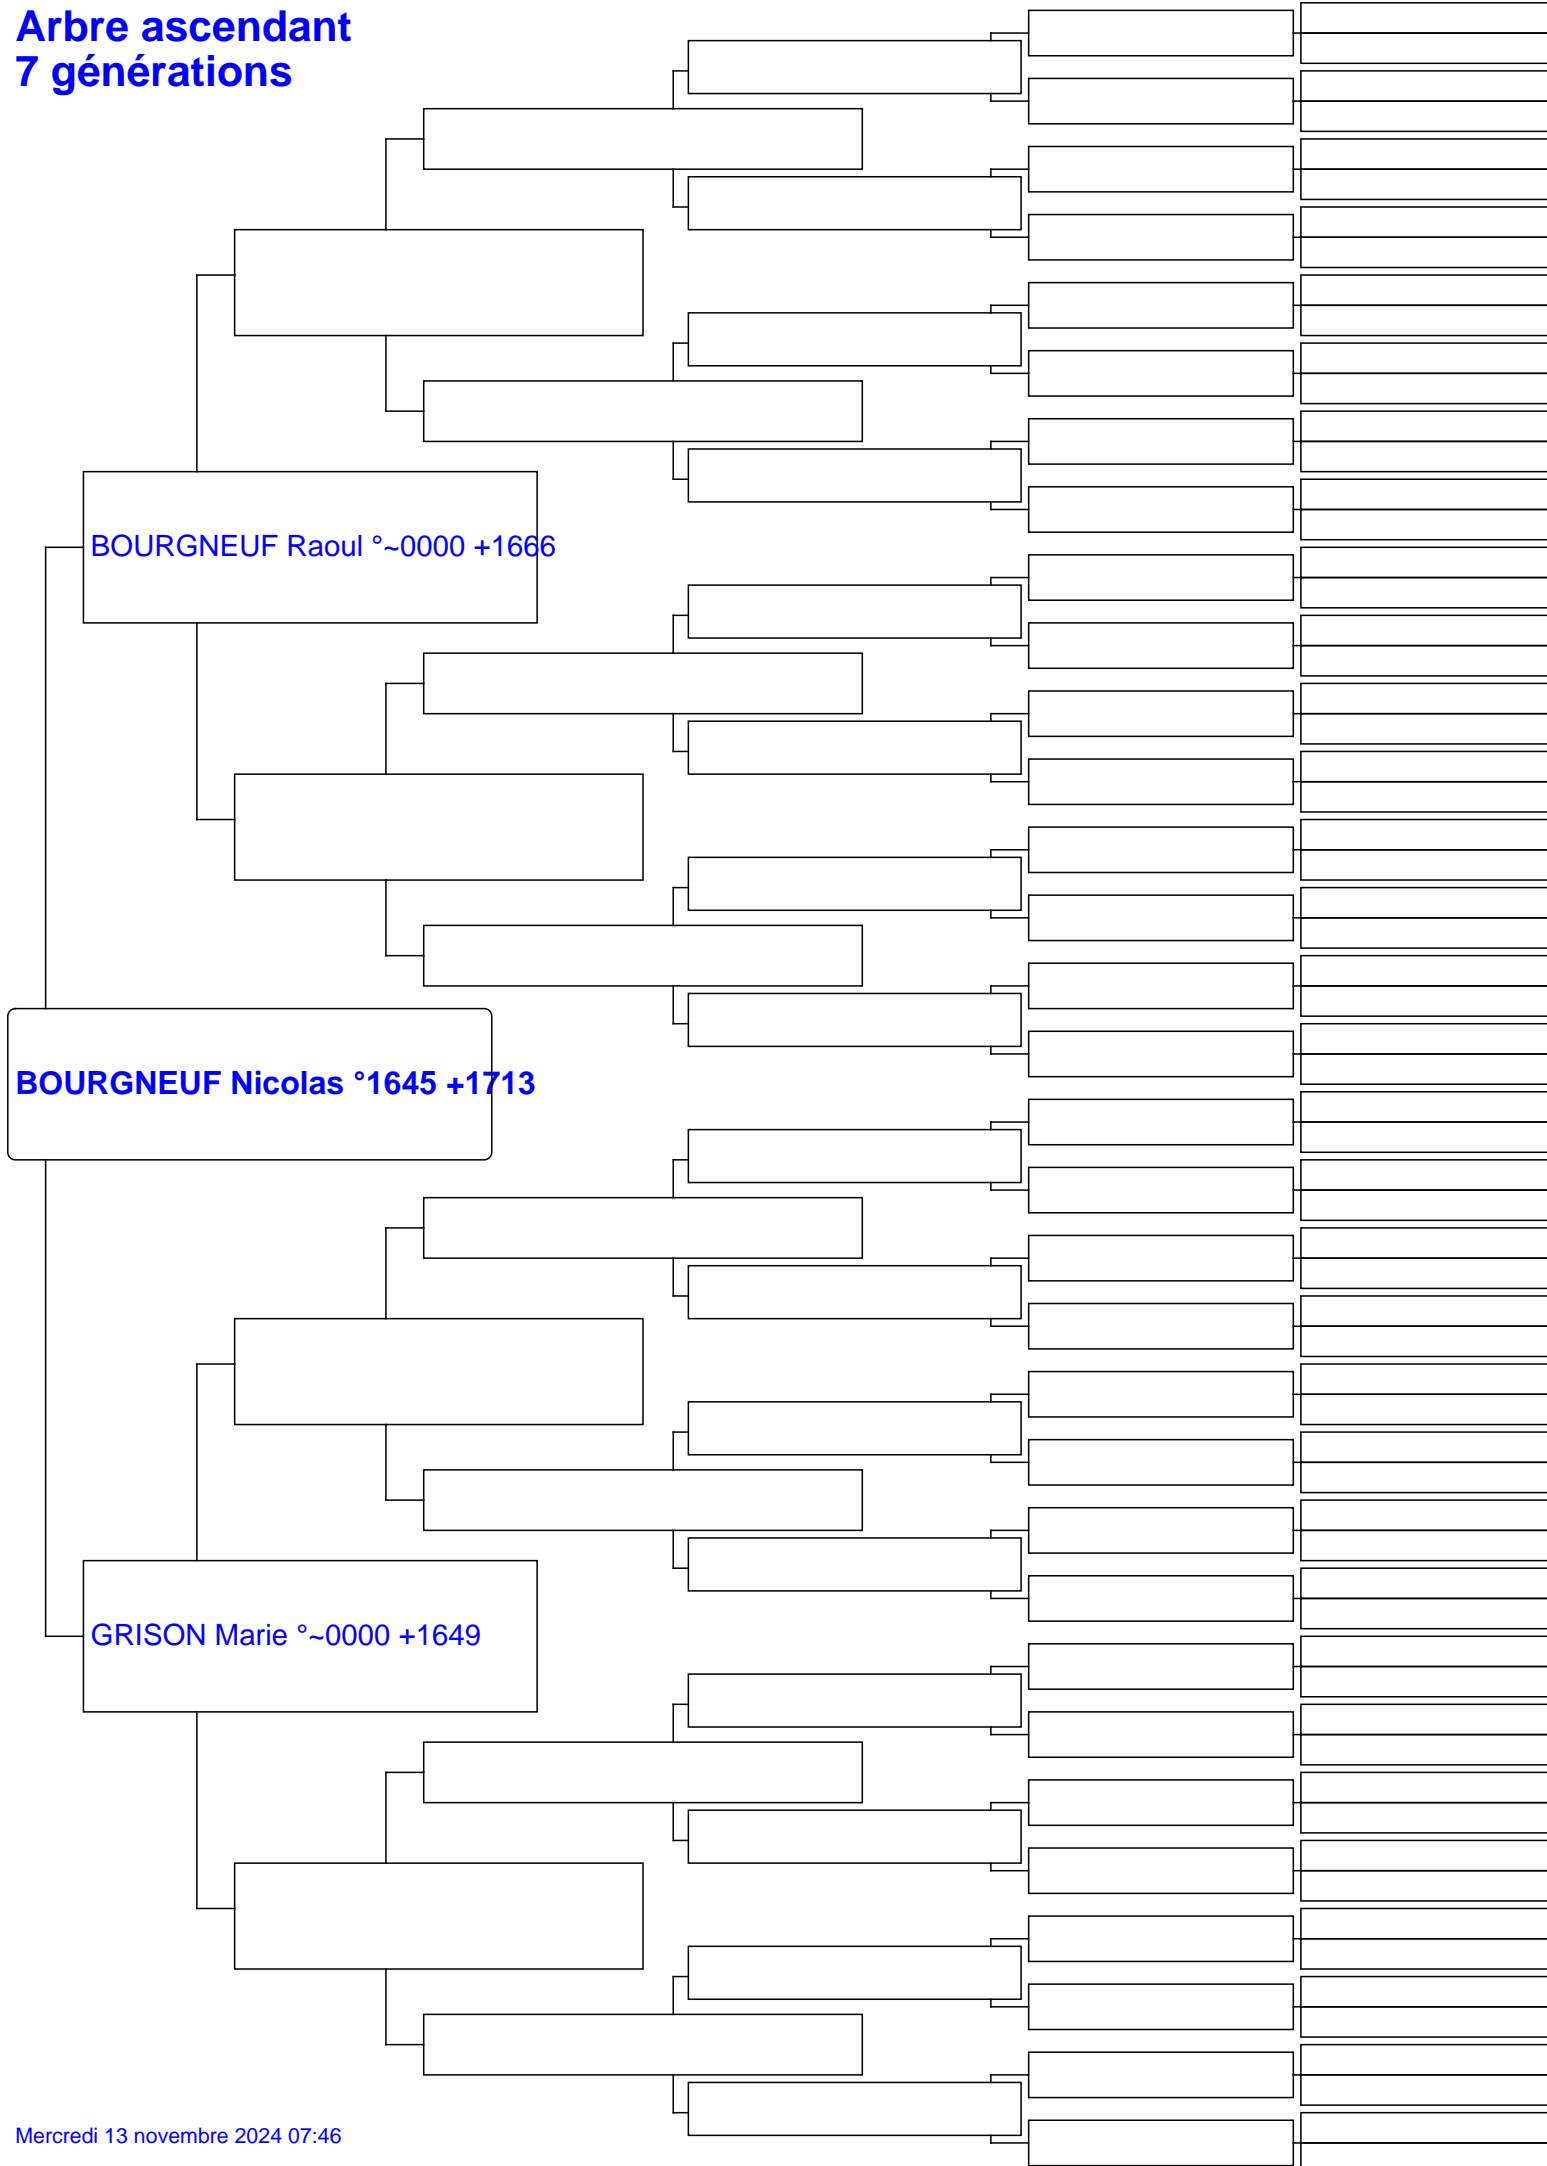 Arbre ascendant
7 générations
BOURGNEUF Raoul °~0000 +1666
BOURGNEUF Nicolas °1645 +1713
GRISON Marie °~0000 +1649
Mercredi 13 novembre 2024 07:46